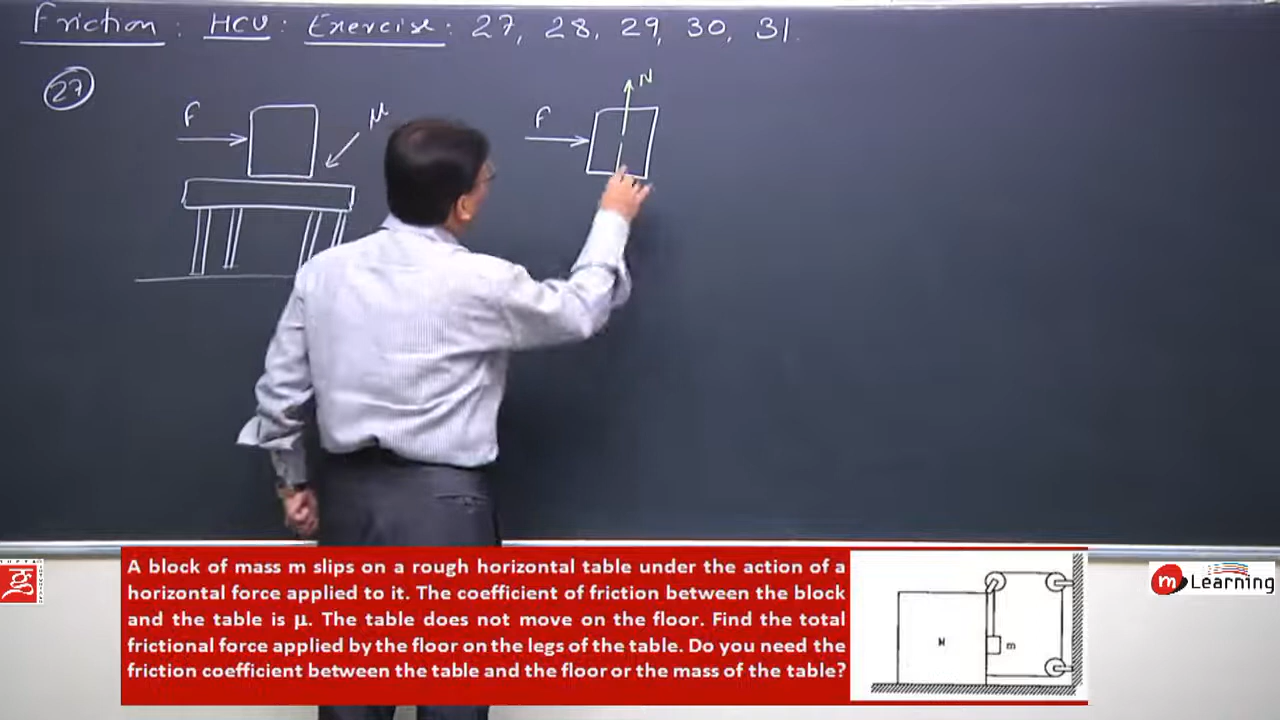 Friction : HCV : Exercise : 27, 28, 29, 30, 31.
27
F
μ
F
N
A block of mass m slips on a rough horizontal table under the action of a
horizontal force applied to it. The coefficient of friction between the block
and the table is μ. The table does not move on the floor. Find the total
frictional force applied by the floor on the legs of the table. Do you need the
friction coefficient between the table and the floor or the mass of the table?
M
m
m Learning